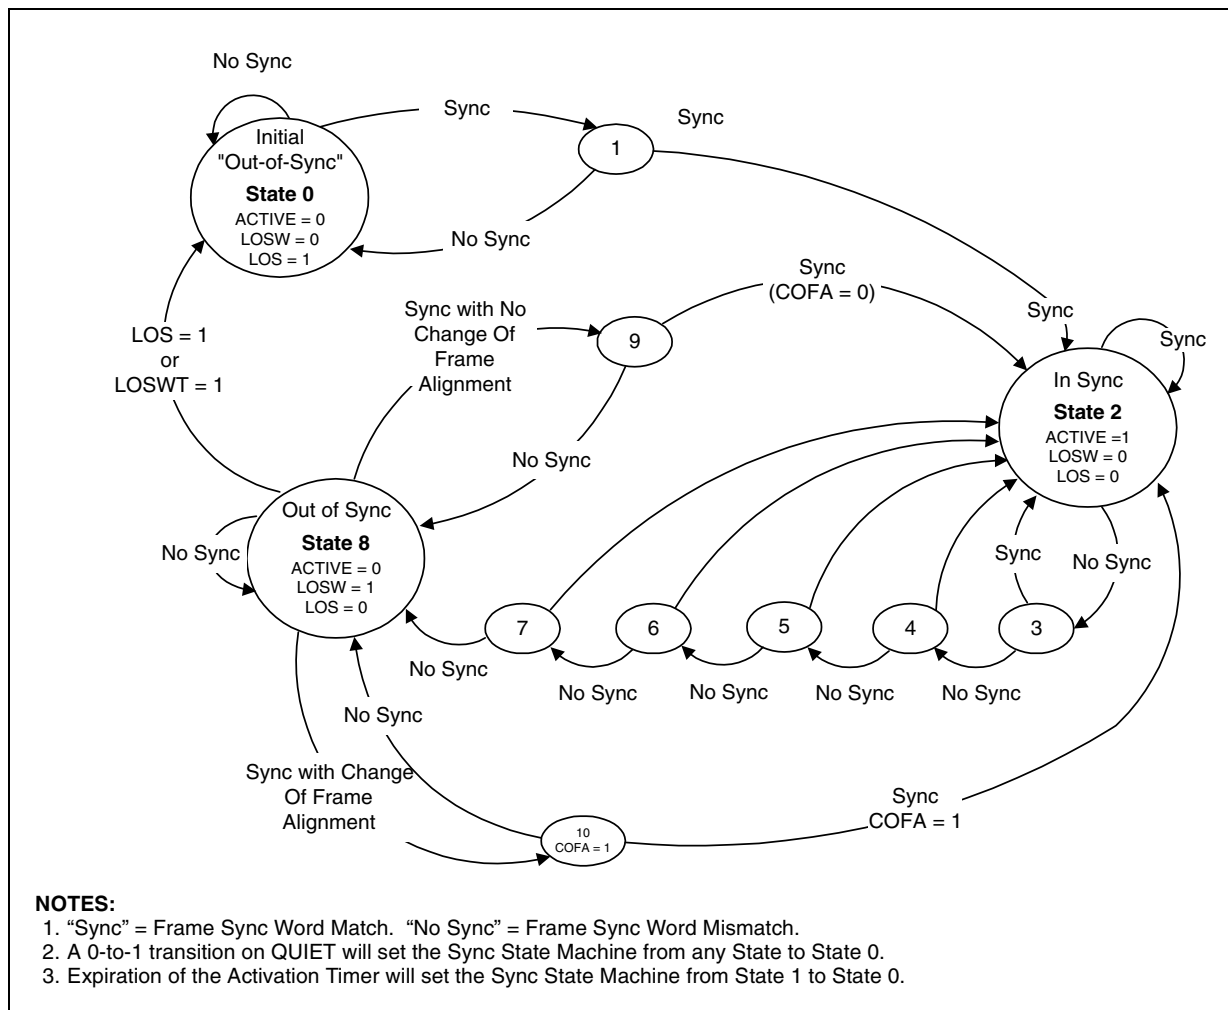 No Sync
Sync
Sync
Initial
"Out-of-Sync"
State 0
ACTIVE = 0
LOSW = 0
LOS = 1
1
No Sync
Sync
(COFA = 0)
Sync with No
Change Of
Frame
Alignment
9
Sync
Sync
LOS = 1
or
LOSWT = 1
In Sync
State 2
ACTIVE =1
LOSW = 0
LOS = 0
No Sync
Out of Sync
State 8
ACTIVE = 0
LOSW = 1
LOS = 0
No Sync
Sync
No Sync
7
6
5
4
3
No Sync
No Sync
No Sync
No Sync
No Sync
No Sync
Sync with Change
Of Frame
Alignment
10
COFA = 1
Sync
COFA = 1
NOTES:
1. “Sync” = Frame Sync Word Match. “No Sync” = Frame Sync Word Mismatch.
2. A 0-to-1 transition on QUIET will set the Sync State Machine from any State to State 0.
3. Expiration of the Activation Timer will set the Sync State Machine from State 1 to State 0.